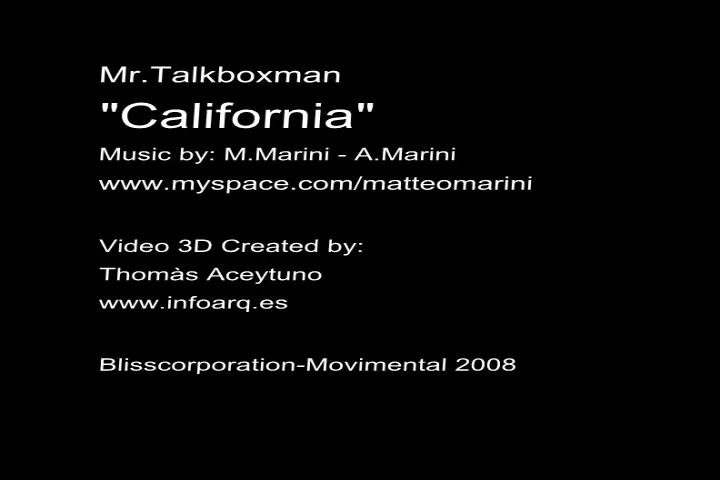 Mr.Talkboxman
"California"
Music by: M.Marini - A.Marini
www.myspace.com/matteomarini
Video 3D Created by:
Thomàs Aceytuno
www.infoarq.es
Blisscorporation-Movimental 2008